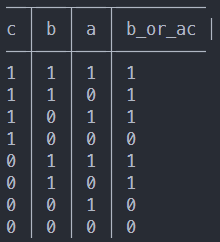 c b a b_or_ac
1 1 1 1
1 1 0 1
1 0 1 1
1 0 0 0
0 1 1 1
0 1 0 1
0 0 1 0
0 0 0 0